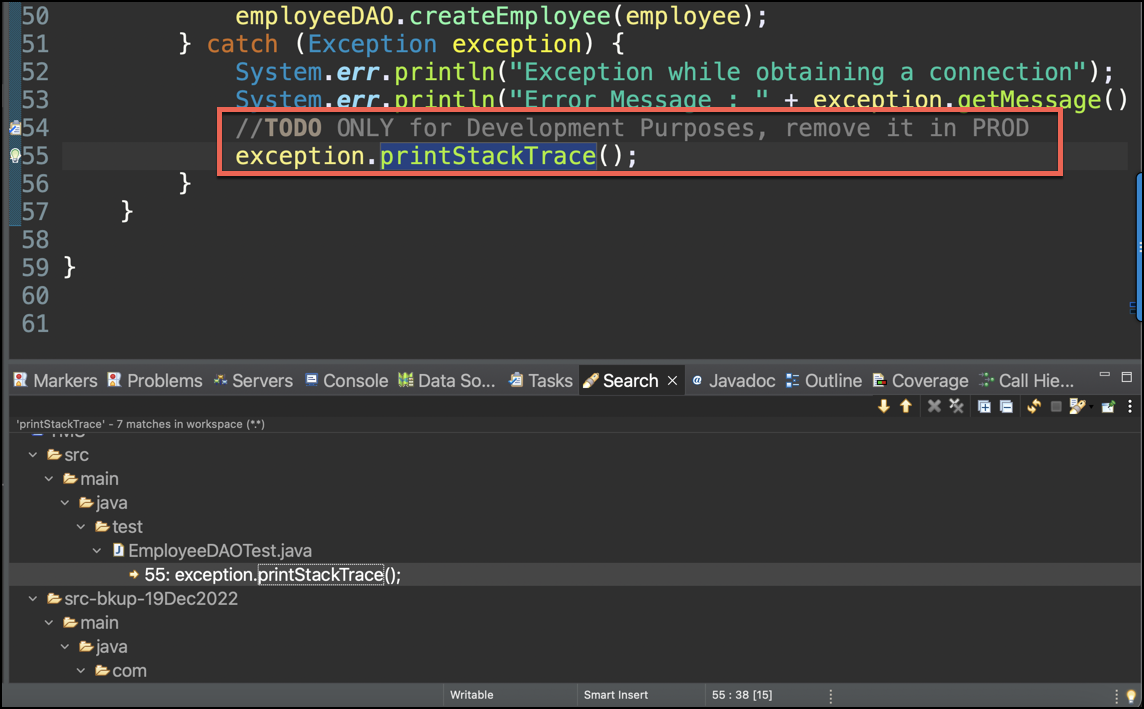 50 employeeDAO.createEmployee(employee);
51 } catch (Exception exception) {
52 System.err.println("Exception while obtaining a connection");
53 System.err.println("Error Message : " + exception.getMessage()
54 //TODO ONLY for Development Purposes, remove it in PROD
55 exception.printStackTrace();
56 }
57 }
58
59 }
60
61
Markers Problems Servers Console Data So... Tasks Search Javadoc Outline Coverage Call Hie...
'printStackTrace' - 7 matches in workspace (*.*)
TMS
src
main
java
test
EmployeeDAOTest.java
55: exception.printStackTrace();
src-bkup-19Dec2022
main
java
com
Writable Smart Insert 55 : 38 [15]